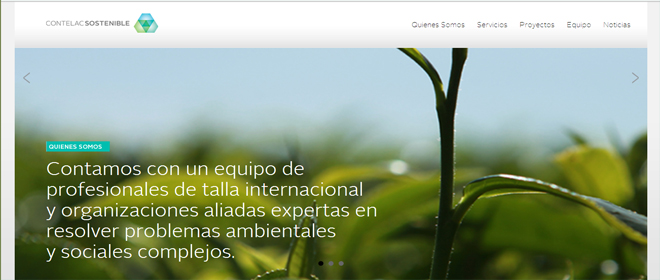 CONTELAC SOSTENIBLE
Quienes Somos Servicios Proyectos Equipo Noticias
QUIENES SOMOS
Contamos con un equipo de
profesionales de talla internacional
y organizaciones aliadas expertas en
resolver problemas ambientales
y sociales complejos.